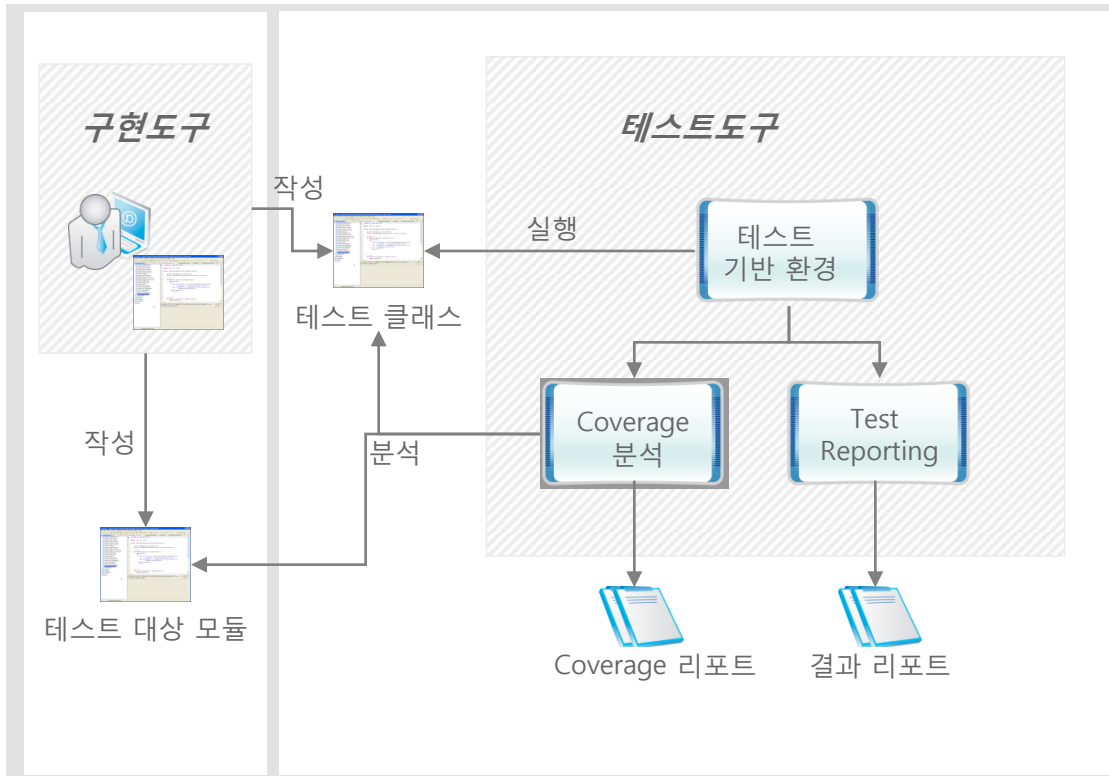 구현도구
테스트도구
작성
실행
테스트
기반 환경
테스트 클래스
Coverage
분석
Test
Reporting
작성
분석
테스트 대상 모듈
Coverage 리포트
결과 리포트